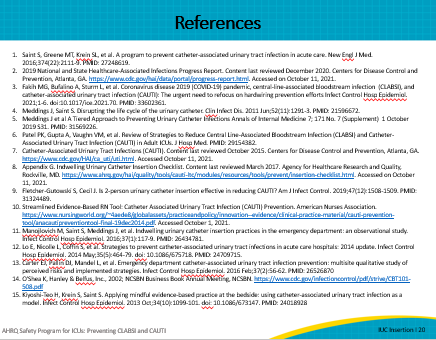 References
1. Saint S, Greene MT, Krein SL, et al. A program to prevent catheter-associated urinary tract infection in acute care. New Engl J Med.
2016;374(22):2111-9. PMID: 27248619.
2. 2019 National and State Healthcare-Associated Infections Progress Report. Content last reviewed December 2020. Centers for Disease Control and
Prevention, Atlanta, GA. https://www.cdc.gov/hai/data/portal/progress-report.html. Accessed on October 11, 2021.
3. Fakih MG, Bufalino A, Sturm L, et al. Coronavirus disease 2019 (COVID-19) pandemic, central-line-associated bloodstream infection (CLABSI), and
catheter-associated urinary tract infection (CAUTI): The urgent need to refocus on hardwiring prevention efforts Infect Control Hosp Epidemiol.
2021;1-6. doi:10.1017/ice.2021.70. PMID: 33602361.
4. Meddings J, Saint S. Disrupting the life cycle of the urinary catheter. Clin Infect Dis. 2011 Jun;52(11):1291-3. PMID: 21596672.
5. Meddings J et al A Tiered Approach to Preventing Urinary Catheter Infections Annals of Internal Medicine 7; 171 No. 7 (Supplement) 1 October
2019 S31. PMID: 31569226.
6. Patel PK, Gupta A, Vaughn VM, et al. Review of Strategies to Reduce Central Line-Associated Bloodstream Infection (CLABSI) and Catheter-
Associated Urinary Tract Infection (CAUTI) in Adult ICUs. J Hosp Med. PMID: 29154382.
7. Catheter-Associated Urinary Tract Infections (CAUTI). Content reviewed October 2015. Centers for Disease Control and Prevention, Atlanta, GA.
https://www.cdc.gov/HAI/ca_uti/uti.html. Accessed October 11, 2021.
8. Appendix G. Indwelling Urinary Catheter Insertion Checklist. Content last reviewed March 2017. Agency for Healthcare Research and Quality,
Rockville, MD. https://www.ahrq.gov/hai/quality/tools/cauti-ltc/modules/resources/tools/prevent/insertion-checklist.html. Accessed on October
11, 2021.
9. Fletcher-Gutowski S, Cecil J. Is 2-person urinary catheter insertion effective in reducing CAUTI? Am J Infect Control. 2019;47(12):1508-1509. PMID:
31324489.
10. Streamlined Evidence-Based RN Tool: Catheter Associated Urinary Tract Infection (CAUTI) Prevention. American Nurses Association.
Accessed October 1, 2021.
11. Manojlovich M, Saint S, Meddings J, et al. Indwelling urinary catheter insertion practices in the emergency department: an observational study.
Infect Control Hosp Epidemiol. 2016;37(1):117-9. PMID: 26434781.
12. Lo E, Nicolle L, Coffin S, et al. Strategies to prevent catheter-associated urinary tract infections in acute care hospitals: 2014 update. Infect Control
Hosp Epidemiol. 2014 May;35(5):464-79. doi: 10.1086/675718. PMID: 24709715.
13. Carter EJ, Pallin DJ, Mandel L, et al. Emergency department catheter-associated urinary tract infection prevention: multisite qualitative study of
perceived risks and implemented strategies. Infect Control Hosp Epidemiol. 2016 Feb;37(2):56-62. PMID: 26526870
14. O'Shea K, Hanley & Belfus, Inc., 2002; NCSBN Business Book Annual Meeting, NCSBN. https://www.cdc.gov/infectioncontrol/pdf/strive/CBT101-
508.pdf
15. Kiyoshi-Teo H, Krein S, Saint S. Applying mindful evidence-based practice at the bedside: using catheter-associated urinary tract infection as a
model. Infect Control Hosp Epidemiol. 2013 Oct;34(10):1099-101. doi: 10.1086/673147. PMID: 24018928
AHRQ Safety Program for ICUs: Preventing CLABSI and CAUTI
IUC Insertion | 20